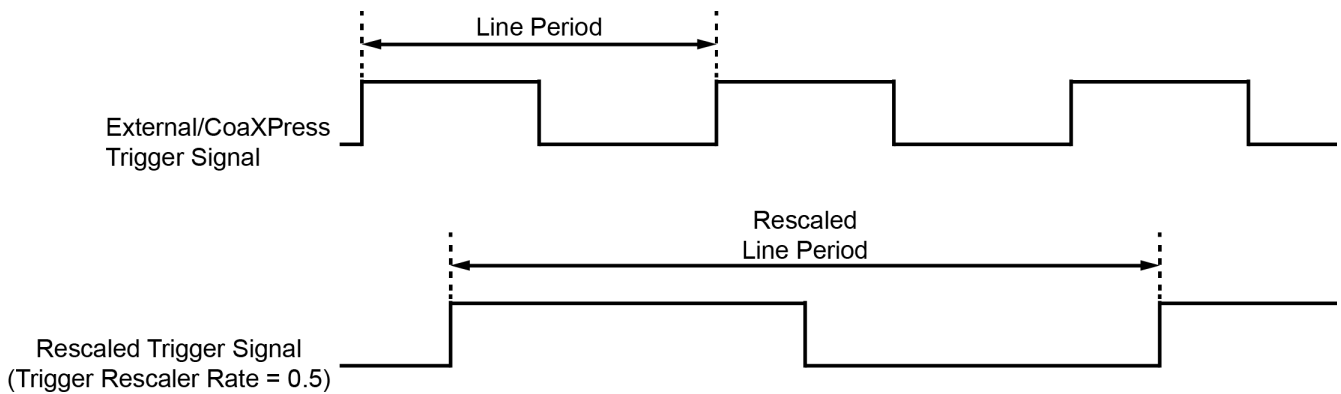 Line Period
External/CoaXPress
Trigger Signal
Rescaled
Line Period
Rescaled Trigger Signal
(Trigger Rescaler Rate = 0.5)